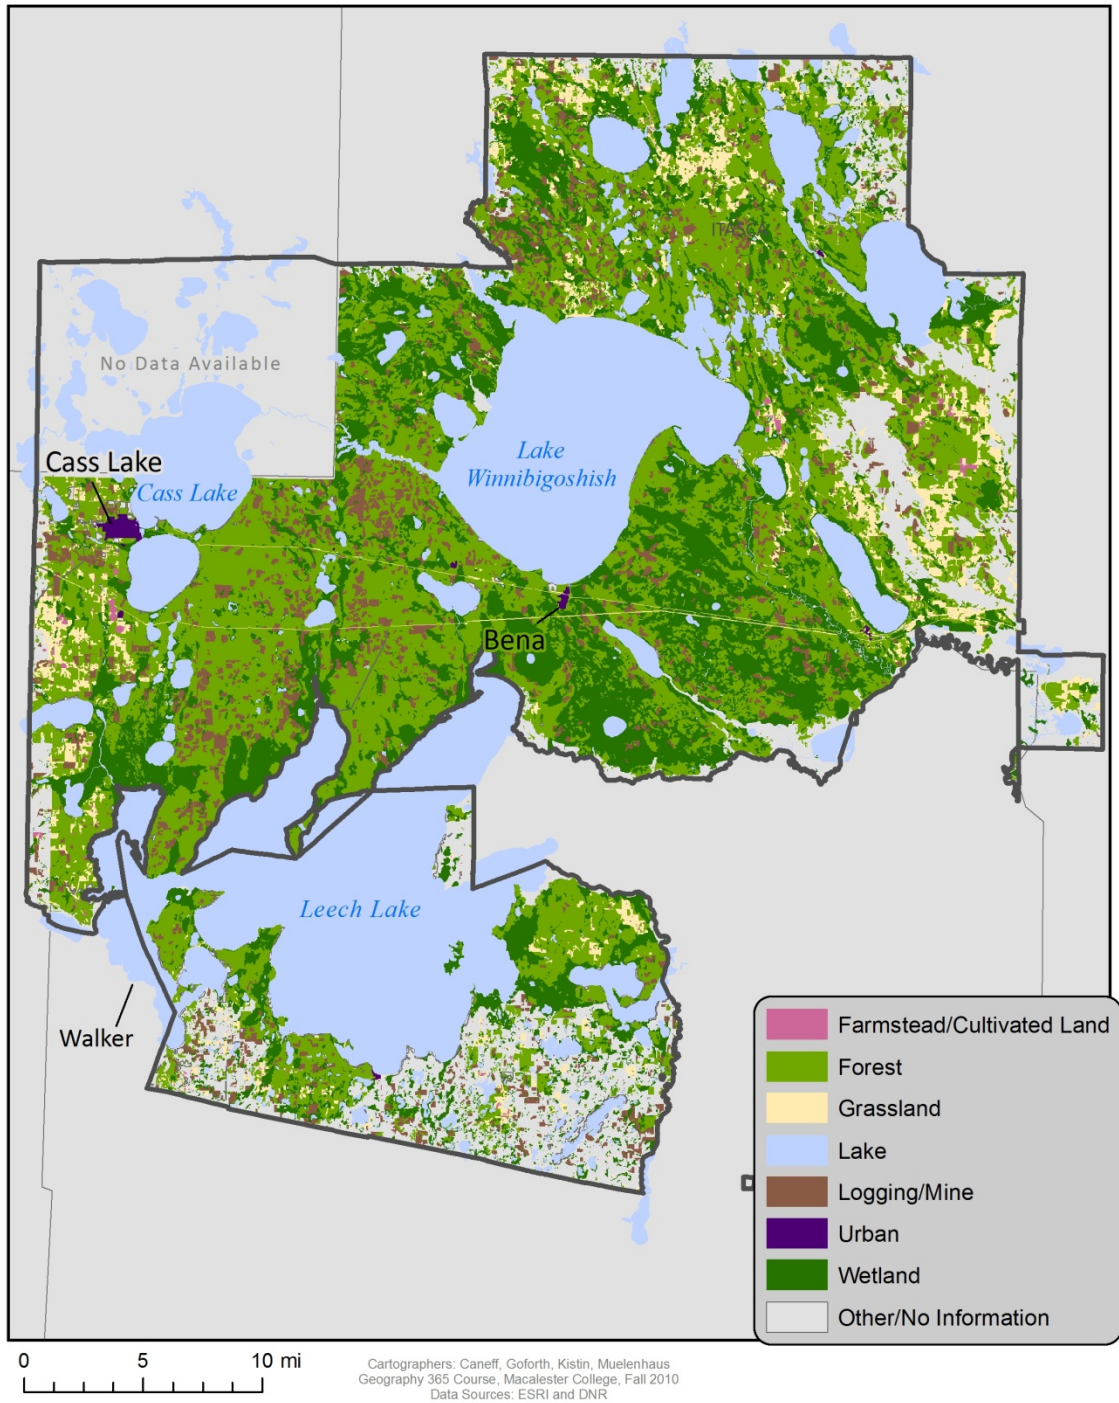 ITASCA
No Data Available
Cass Lake
Cass Lake
Lake
Winnibigoshish
Bena
Leech Lake
Walker
Farmstead/Cultivated Land
Forest
Grassland
Lake
Logging/Mine
Urban
Wetland
Other/No Information
0 5 10 mi
Cartographers: Caneff, Goforth, Kistin, Muelenhaus
Geography 365 Course, Macalester College, Fall 2010
Data Sources: ESRI and DNR